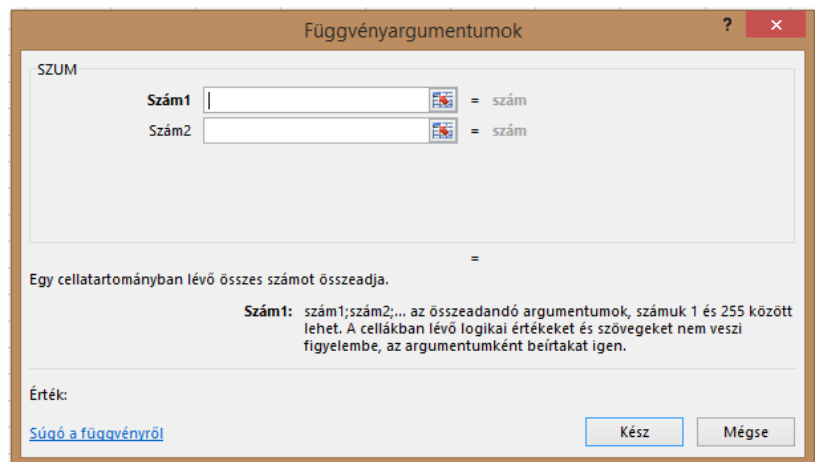 Függvényargumentumok
? ×
SZUM
Szám1 = szám
Szám2 = szám
=
Egy cellatartományban lévő összes számot összeadja.
Szám1: szám1;szám2;... az összeadandó argumentumok, számuk 1 és 255 között
lehet. A cellákban lévő logikai értékeket és szövegeket nem veszi
figyelembe, az argumentumként beírtakat igen.
Érték:
Súgó a függvényről
Kész Mégse